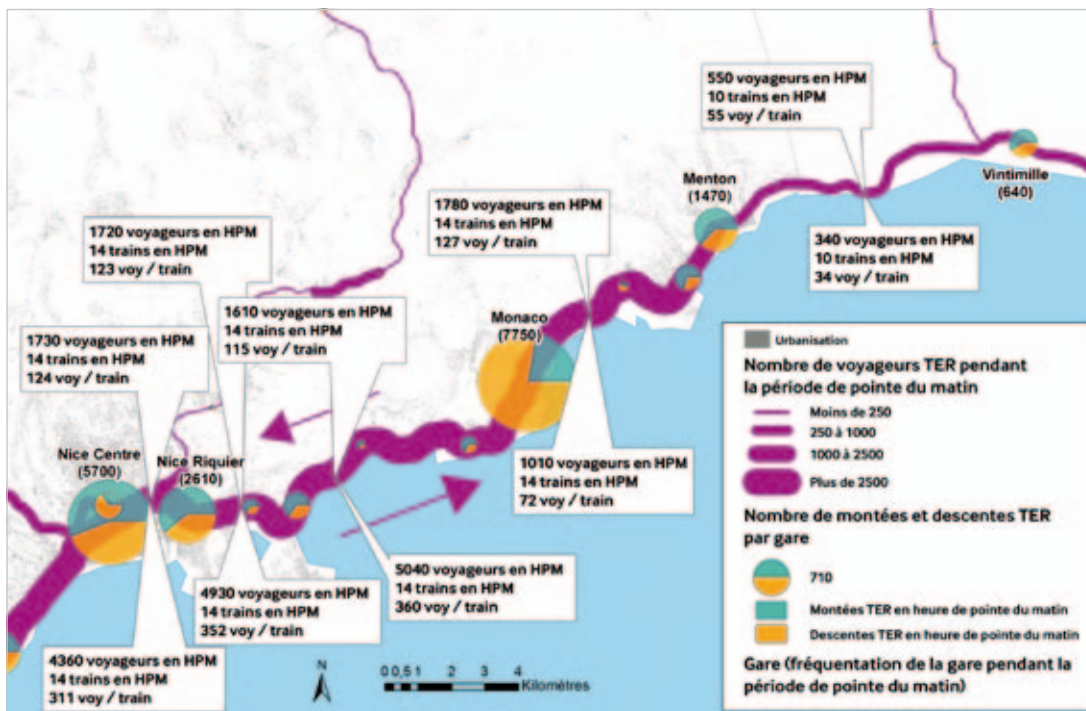 550 voyageurs en HPM
10 trains en HPM
55 voy / train
Vintimille
(640)
Menton
(1470)
1780 voyageurs en HPM
14 trains en HPM
127 voy / train
340 voyageurs en HPM
10 trains en HPM
34 voy / train
1720 voyageurs en HPM
14 trains en HPM
123 voy / train
1610 voyageurs en HPM
14 trains en HPM
115 voy / train
Monaco
(7750)
1730 voyageurs en HPM
14 trains en HPM
124 voy / train
Nice Centre
(5700)
Nice Riquier
(2610)
1010 voyageurs en HPM
14 trains en HPM
72 voy / train
5040 voyageurs en HPM
14 trains en HPM
360 voy / train
4930 voyageurs en HPM
14 trains en HPM
352 voy / train
4360 voyageurs en HPM
14 trains en HPM
311 voy / train
N
0 0,5 1 2 3 4
Kilomètres
Urbanisation
Nombre de voyageurs TER pendant
la période de pointe du matin
Moins de 250
250 à 1000
1000 à 2500
Plus de 2500
Nombre de montées et descentes TER
par gare
710
Montées TER en heure de pointe du matin
Descentes TER en heure de pointe du matin
Gare (fréquentation de la gare pendant la
période de pointe du matin)